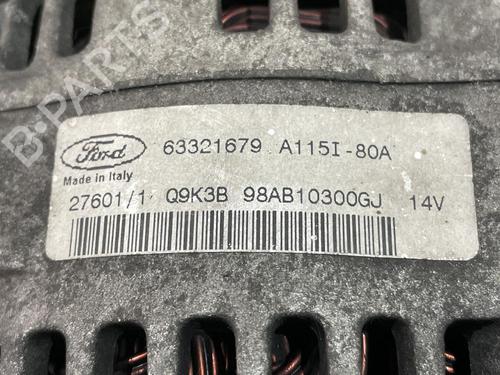 B-PARTS
Ford 63321679 A115I-80A
Made in Italy
27601/1 Q9K3B 98AB10300GJ 14V